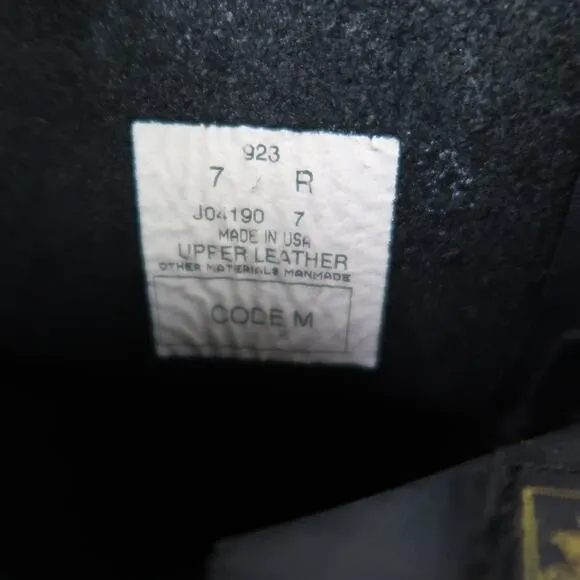 923
7 R
J04190 7
MADE IN USA
UPPER LEATHER
OTHER MATERIALS MANMADE
CODE M